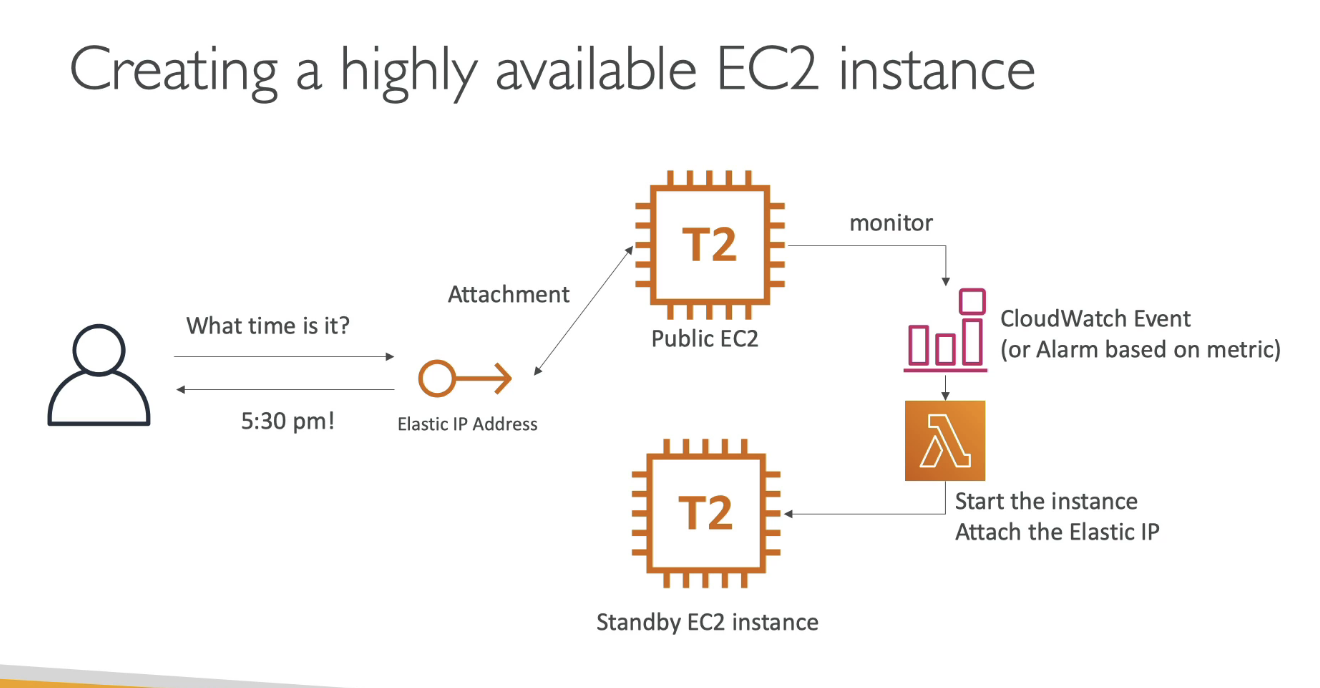 Creating a highly available EC2 instance
T2
monitor
Attachment
What time is it?
CloudWatch Event
(or Alarm based on metric)
Public EC2
5:30 pm!
Elastic IP Address
T2
Start the instance
Attach the Elastic IP
Standby EC2 instance